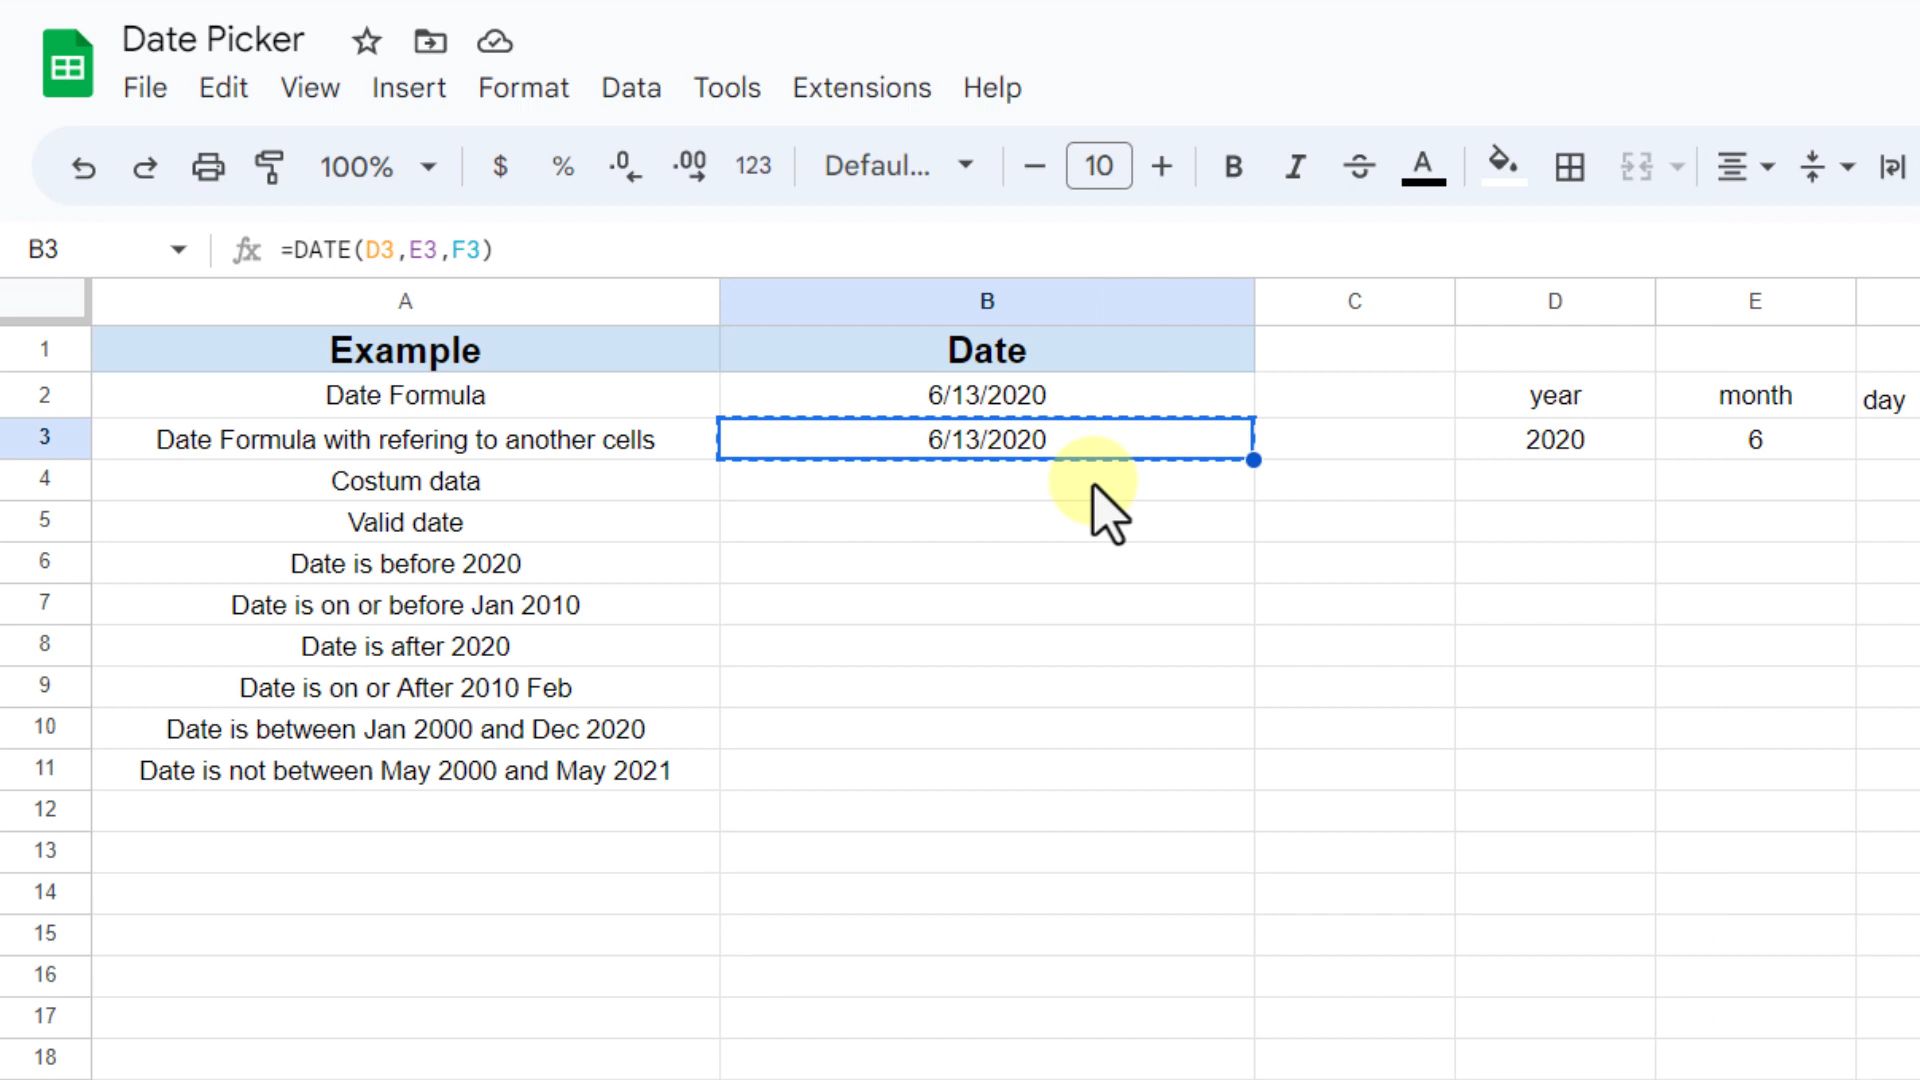 Date Picker
File Edit View Insert Format Data Tools Extensions Help
100% $ % .0 .00 123 Defaul... 10 B I A
B3 fx =DATE(D3,E3,F3)
A B C D E
1 Example Date
2 Date Formula 6/13/2020 year month day
3 Date Formula with refering to another cells 6/13/2020 2020 6
4 Costum data
5 Valid date
6 Date is before 2020
7 Date is on or before Jan 2010
8 Date is after 2020
9 Date is on or After 2010 Feb
10 Date is between Jan 2000 and Dec 2020
11 Date is not between May 2000 and May 2021
12
13
14
15
16
17
18